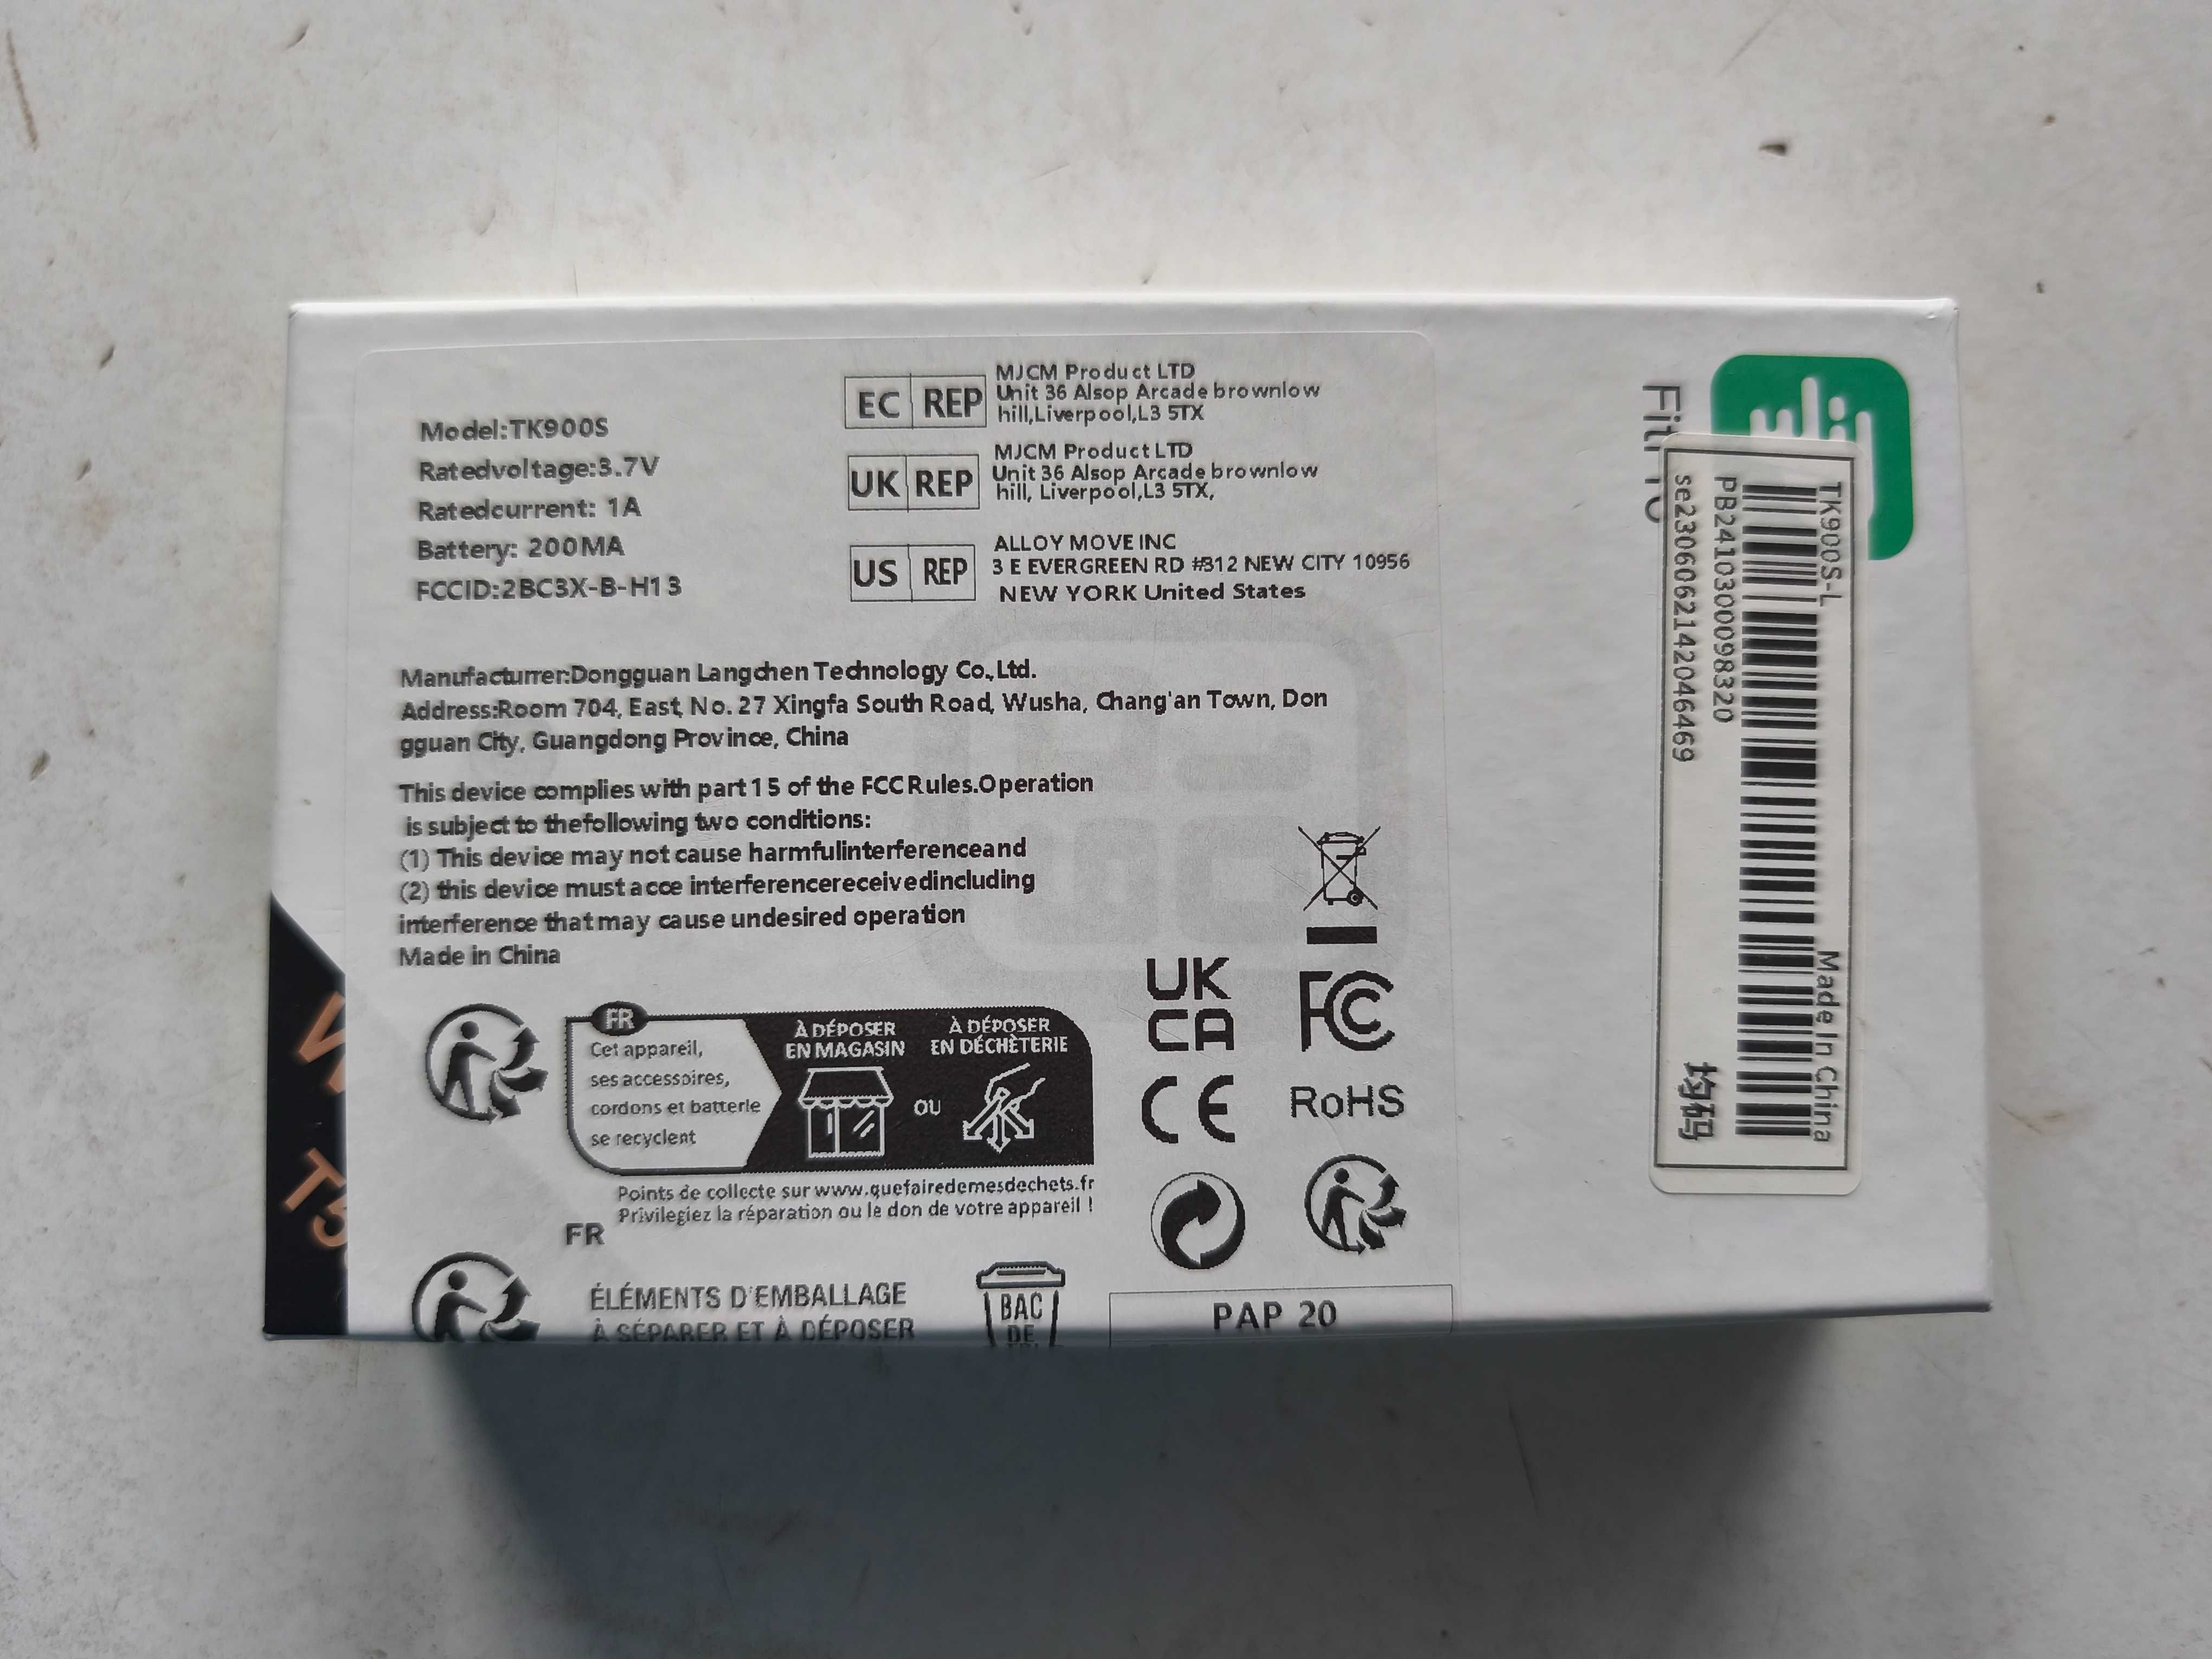 Model:TK900S
Ratedvoltage:3.7V
Ratedcurrent: 1A
Battery: 200MA
FCCID:2BC3X-B-H13
EC REP
MJCM Product LTD
Unit 36 Alsop Arcade brownlow
hill,Liverpool,L3 5TX
UK REP
MJCM Product LTD
Unit 36 Alsop Arcade brownlow
hill, Liverpool,L3 5TX,
US REP
ALLOY MOVE INC
3 E EVERGREEN RD #312 NEW CITY 10956
NEW YORK United States
Manufacturrer:Dongguan Langchen Technology Co.,Ltd.
Address:Room 704, East, No. 27 Xingfa South Road, Wusha, Chang'an Town, Don
gguan City, Guangdong Province, China
This device complies with part 15 of the FCC Rules.Operation
is subject to thefollowing two conditions:
(1) This device may not cause harmfulinterferenceand
(2) this device must acce interferencereceivedincluding
interference that may cause undesired operation
Made in China
FR
Cet appareil,
ses accessoires,
cordons et batterie
se recyclent
À DÉPOSER
EN MAGASIN
OU
À DÉPOSER
EN DÉCHÈTERIE
Points de collecte sur www.quefairedemesdechets.fr
Privilegiez la réparation ou le don de votre appareil !
FR
ÉLÉMENTS D'EMBALLAGE
À SÉPARER ET À DÉPOSER
BAC
DE
UK
CA
FC
CE
RoHS
PAP 20
TK900S-L
Made In China
PB2410300098320
se2306062142046469
均码